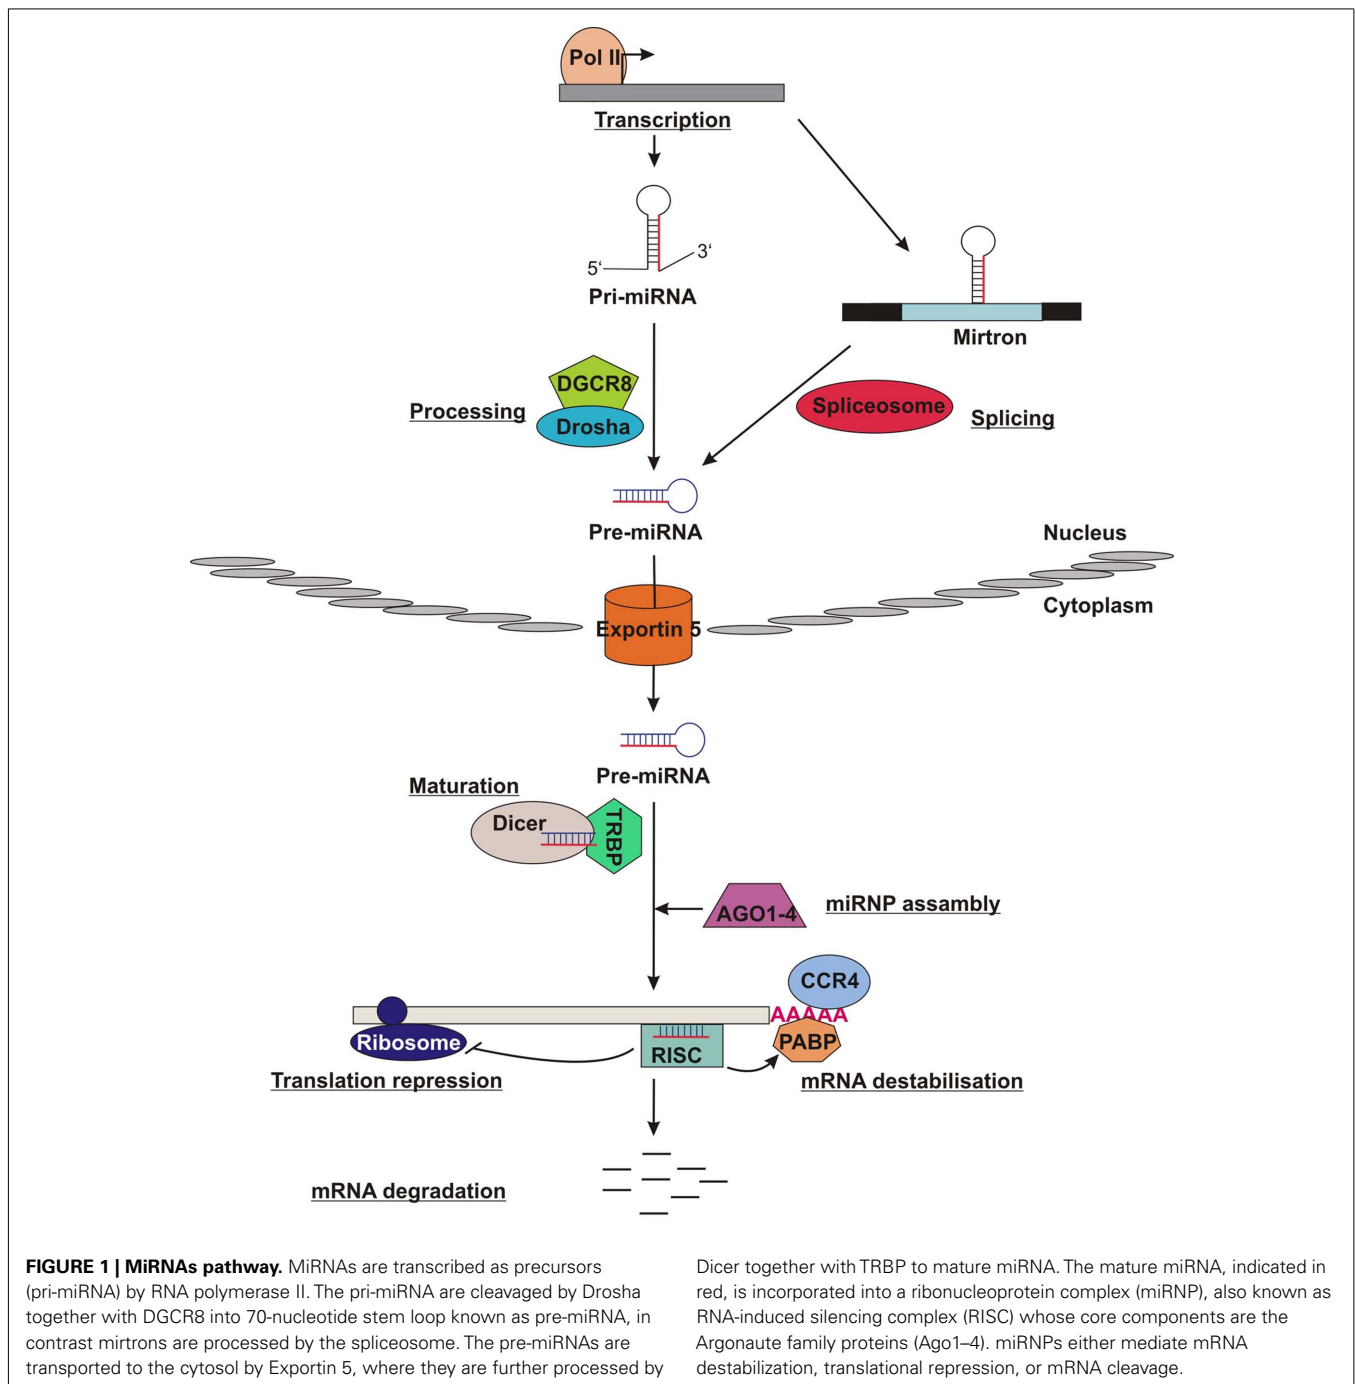 Pol II
Transcription
5‘
3‘
Pri-miRNA
Mirtron
DGCR8
Drosha
Processing
Spliceosome
Splicing
Pre-miRNA
Nucleus
Cytoplasm
Exportin 5
Pre-miRNA
Maturation
Dicer
TRBP
AGO1-4
miRNP assambly
CCR4
AAAAA
PABP
Ribosome
RISC
Translation repression
mRNA destabilisation
mRNA degradation
FIGURE 1 | MiRNAs pathway. MiRNAs are transcribed as precursors
(pri-miRNA) by RNA polymerase II. The pri-miRNA are cleavaged by Drosha
together with DGCR8 into 70-nucleotide stem loop known as pre-miRNA, in
contrast mirtrons are processed by the spliceosome. The pre-miRNAs are
transported to the cytosol by Exportin 5, where they are further processed by
Dicer together with TRBP to mature miRNA. The mature miRNA, indicated in
red, is incorporated into a ribonucleoprotein complex (miRNP), also known as
RNA-induced silencing complex (RISC) whose core components are the
Argonaute family proteins (Ago1–4). miRNPs either mediate mRNA
destabilization, translational repression, or mRNA cleavage.